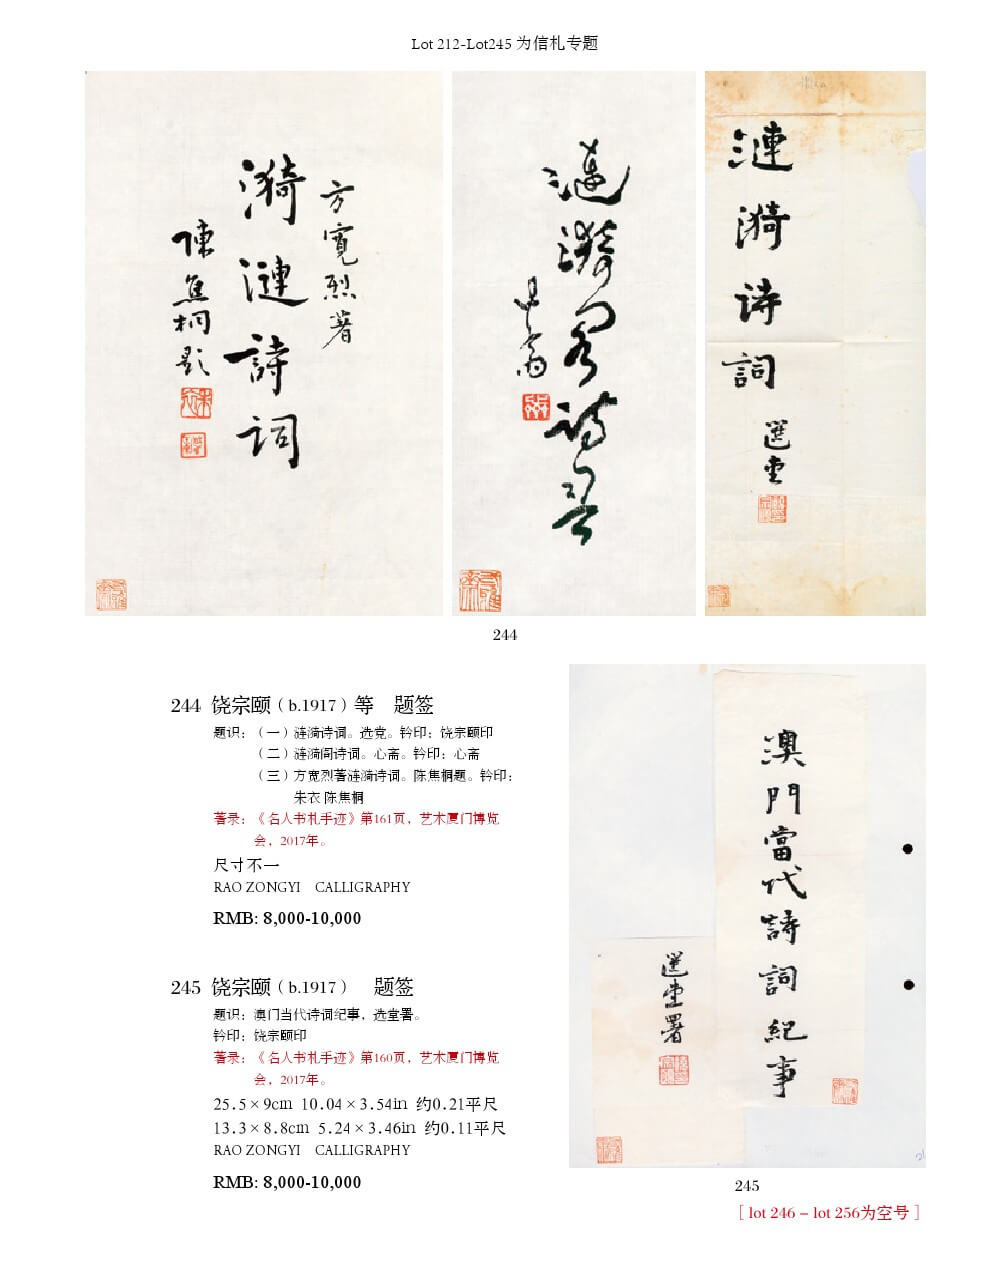 Lot 212-Lot245 为信札专题
方寬烈著
漪漣詩詞
陳焦桐題
漣漪阁诗叒
心斋
漣漪诗詞
選堂
244
244 饶宗颐（b.1917）等 题签
题识：（一）涟漪诗词。选党。钤印：饶宗颐印
（二）涟漪阁诗词。心斋。钤印：心斋
（三）方宽烈著涟漪诗词。陈焦桐题。钤印：
朱衣 陈焦桐
著录：《名人书札手迹》第161页，艺术厦门博览
会，2017年。
尺寸不一
RAO ZONGYI CALLIGRAPHY
RMB: 8,000-10,000
245 饶宗颐（b.1917） 题签
题识：澳门当代诗词纪事，选堂署。
钤印：饶宗颐印
著录：《名人书札手迹》第160页，艺术厦门博览
会，2017年。
25.5×9cm 10.04×3.54in 约0.21平尺
13.3×8.8cm 5.24×3.46in 约0.11平尺
RAO ZONGYI CALLIGRAPHY
RMB: 8,000-10,000
澳門當代詩詞紀事
選堂署
245
［ lot 246 – lot 256为空号 ］